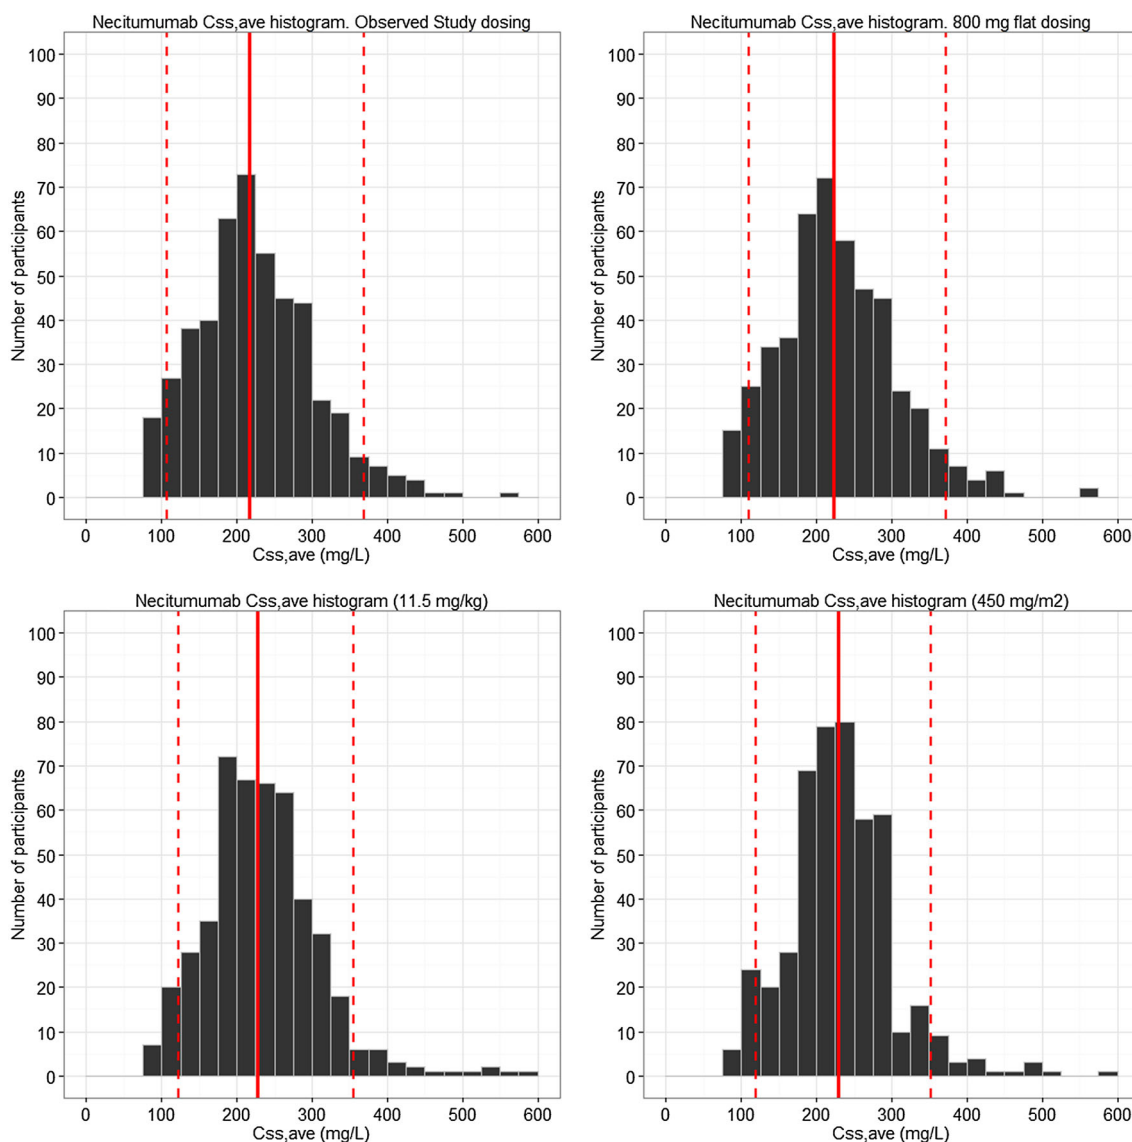 Necitumumab Css,ave histogram. Observed Study dosing
100
90
80
70
60
50
40
30
20
10
0
Number of participants
0 100 200 300 400 500 600
Css,ave (mg/L)
Necitumumab Css,ave histogram. 800 mg flat dosing
100
90
80
70
60
50
40
30
20
10
0
Number of participants
0 100 200 300 400 500 600
Css,ave (mg/L)
Necitumumab Css,ave histogram (11.5 mg/kg)
100
90
80
70
60
50
40
30
20
10
0
Number of participants
0 100 200 300 400 500 600
Css,ave (mg/L)
Necitumumab Css,ave histogram (450 mg/m2)
100
90
80
70
60
50
40
30
20
10
0
Number of participants
0 100 200 300 400 500 600
Css,ave (mg/L)